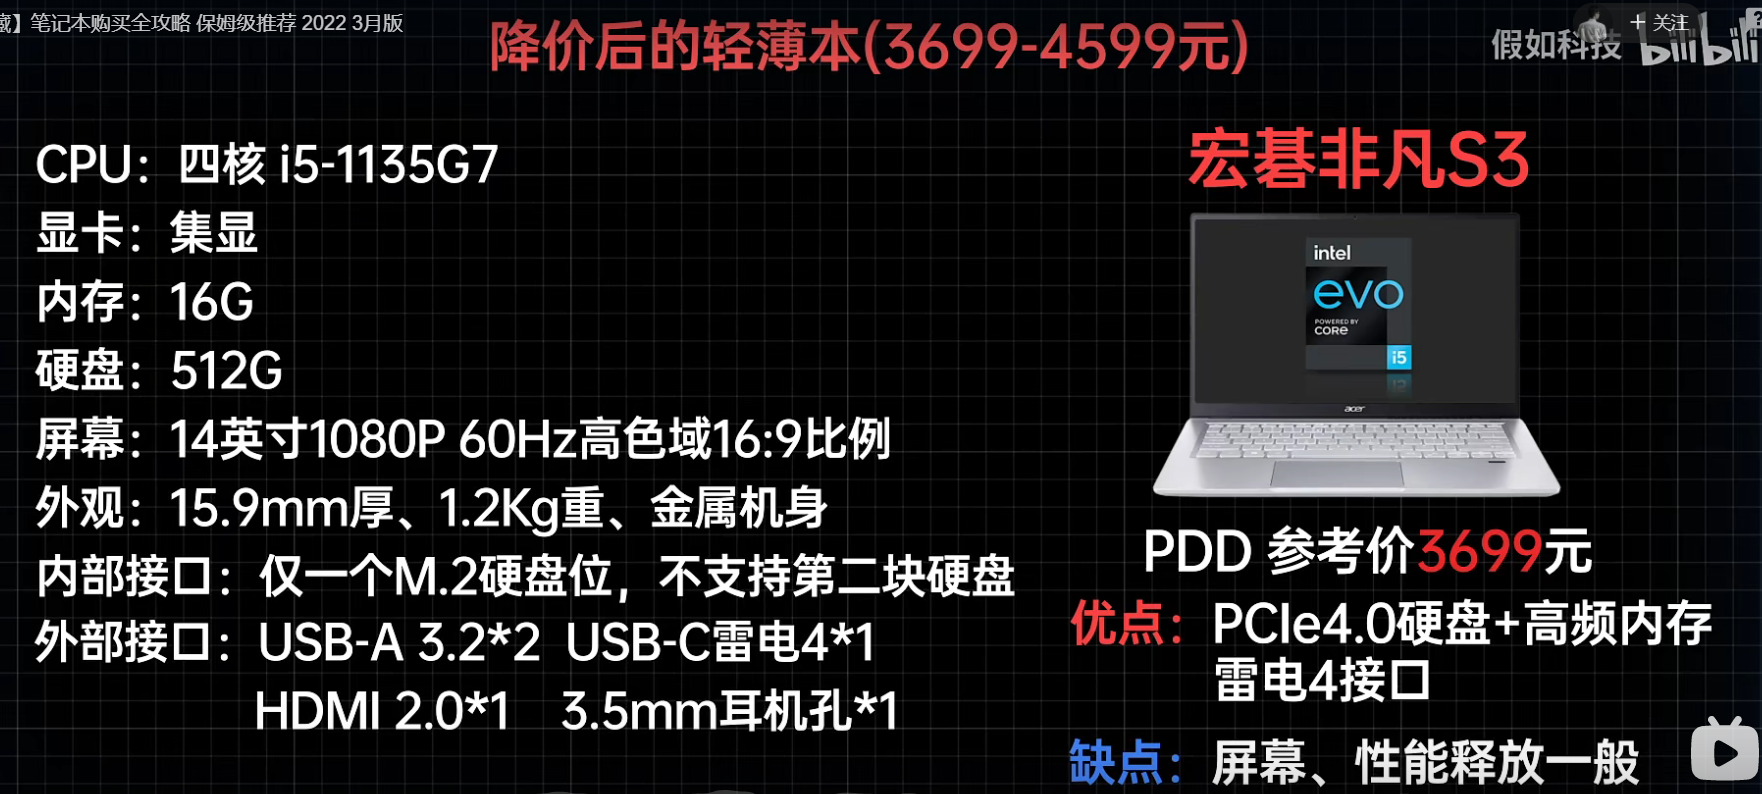 】笔记本购买全攻略 保姆级推荐 2022 3月版
降价后的轻薄本(3699-4599元)
+ 关注
假如科技 bilibili
CPU：四核 i5-1135G7
显卡：集显
内存：16G
硬盘：512G
屏幕：14英寸1080P 60Hz高色域16:9比例
外观：15.9mm厚、1.2Kg重、金属机身
内部接口：仅一个M.2硬盘位，不支持第二块硬盘
外部接口：USB-A 3.2*2 USB-C雷电4*1
HDMI 2.0*1 3.5mm耳机孔*1
宏碁非凡S3
intel
evo
POWERED BY
CORE
i5
acer
PDD 参考价3699元
优点：PCIe4.0硬盘+高频内存
雷电4接口
缺点：屏幕、性能释放一般